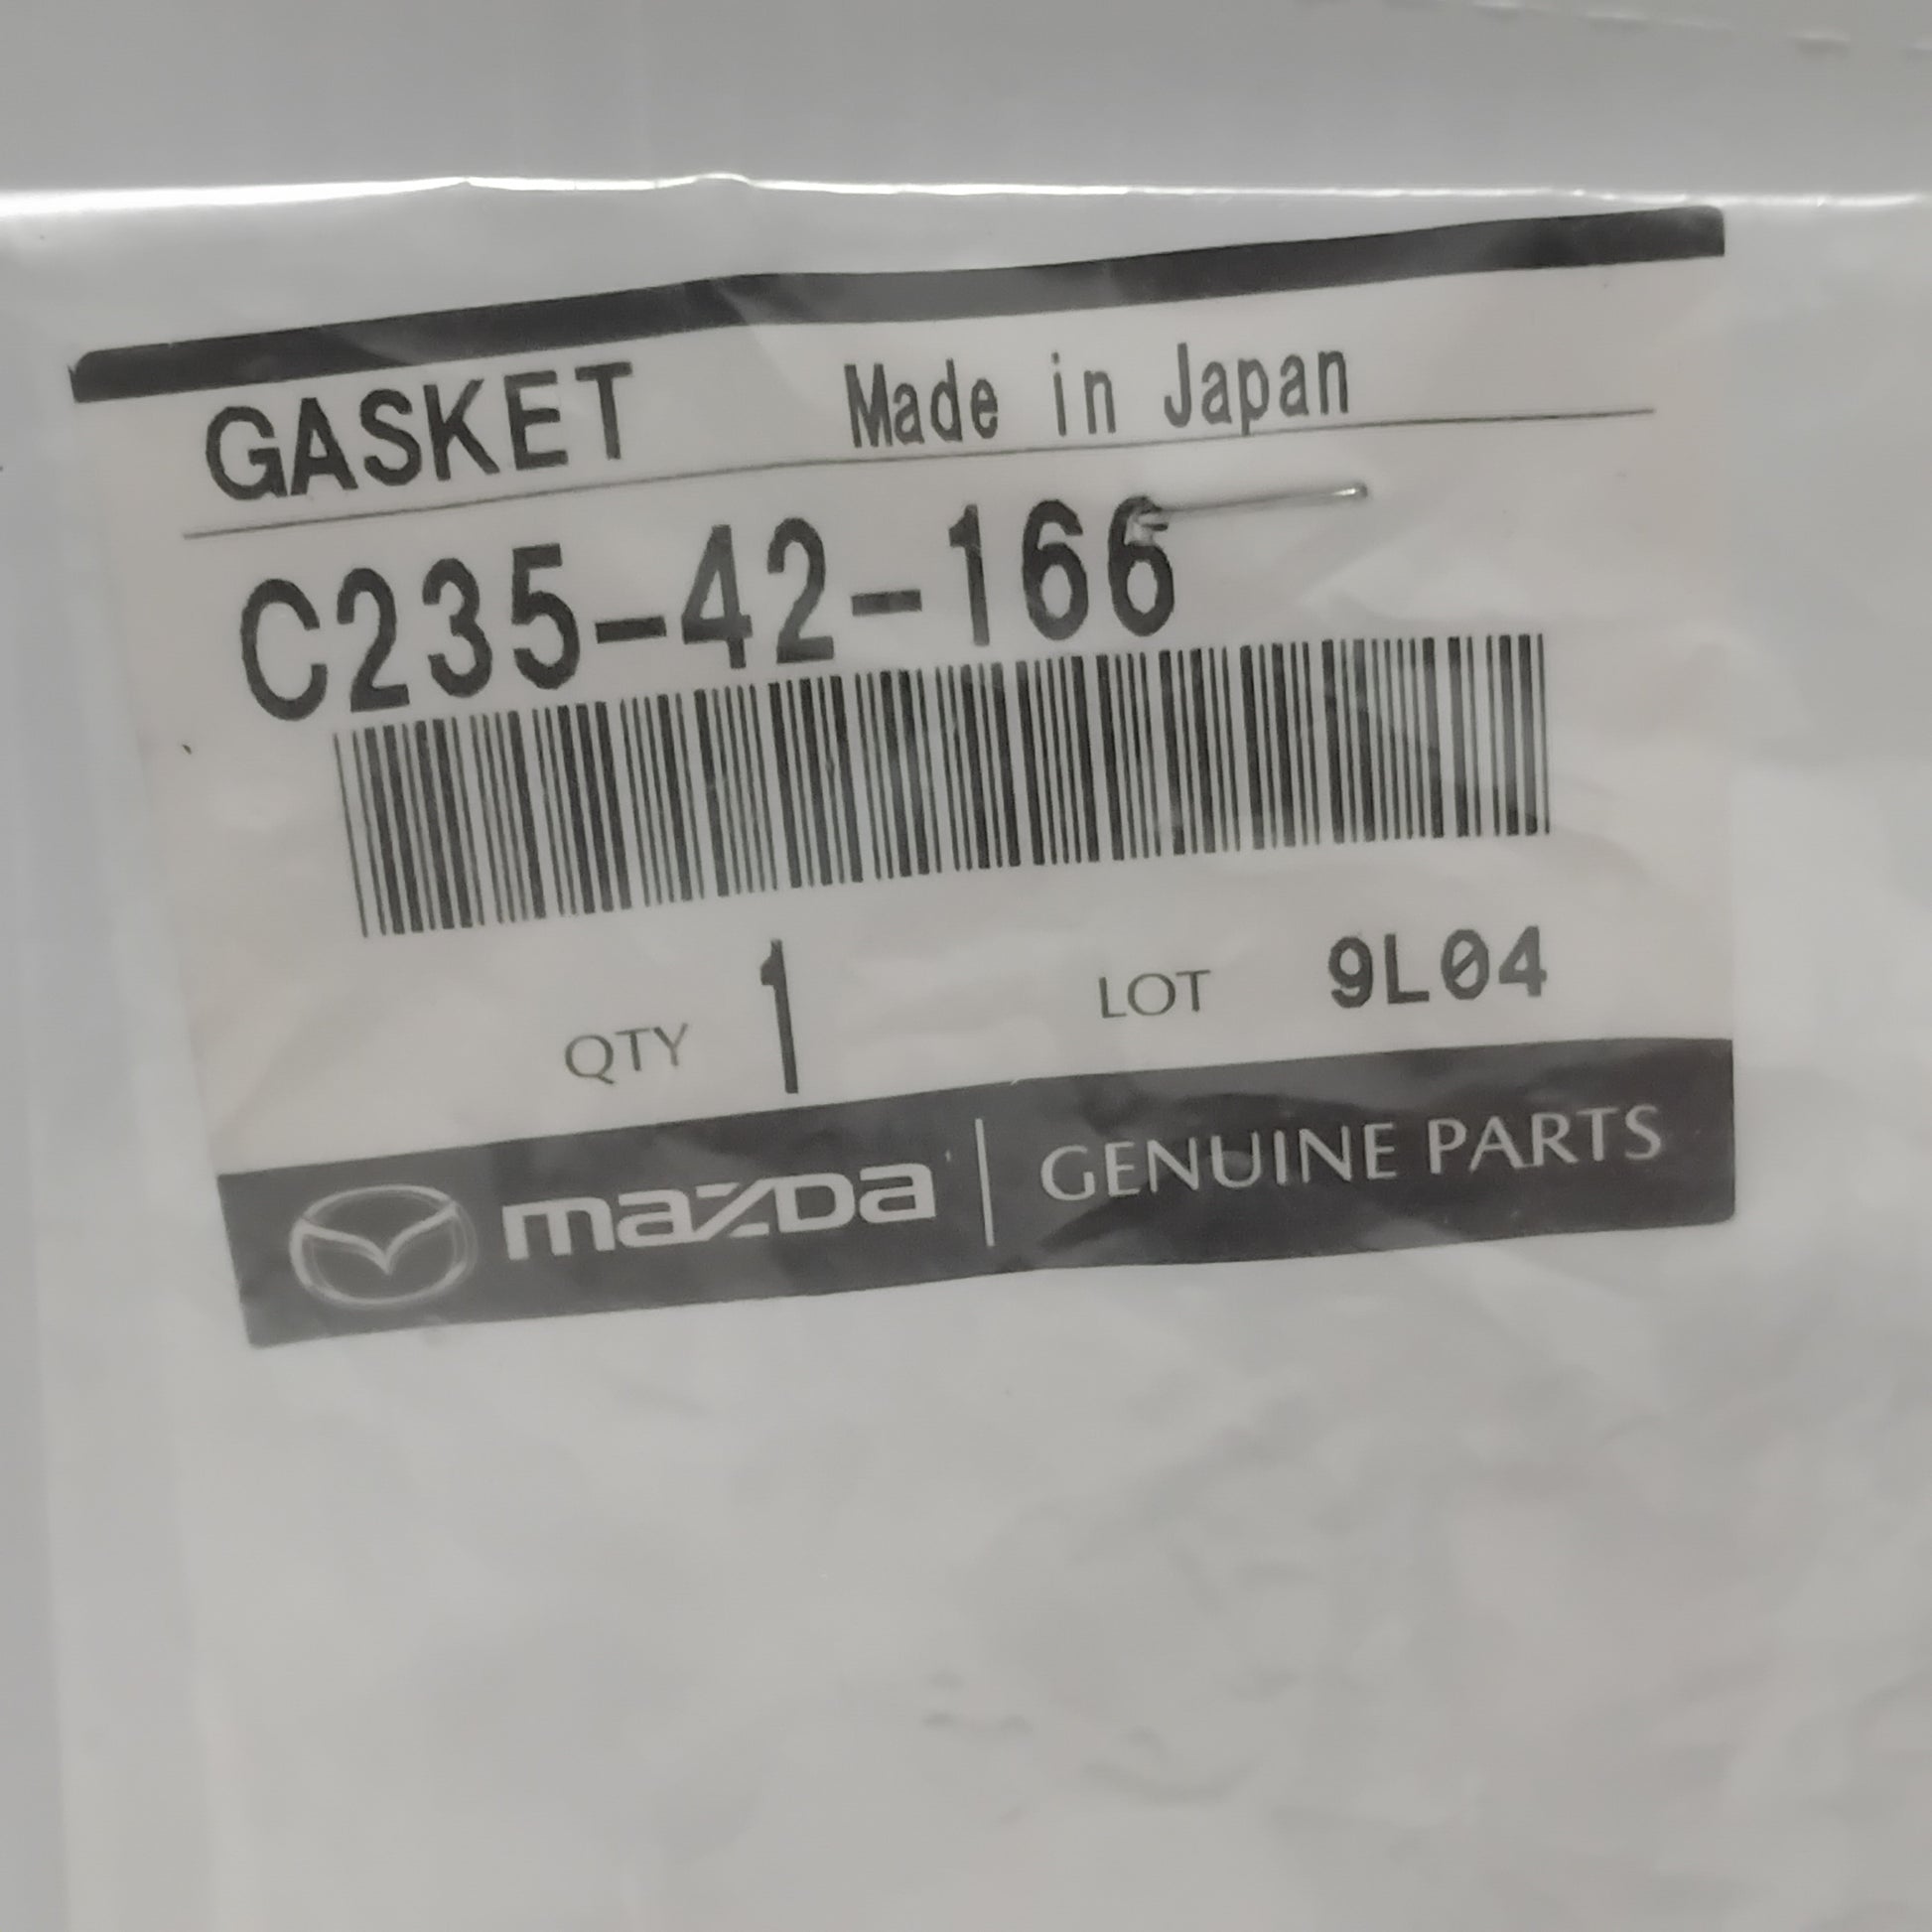 GASKET Made in Japan
C235-42-166
QTY 1 LOT 9L04
mazDa GENUINE PARTS